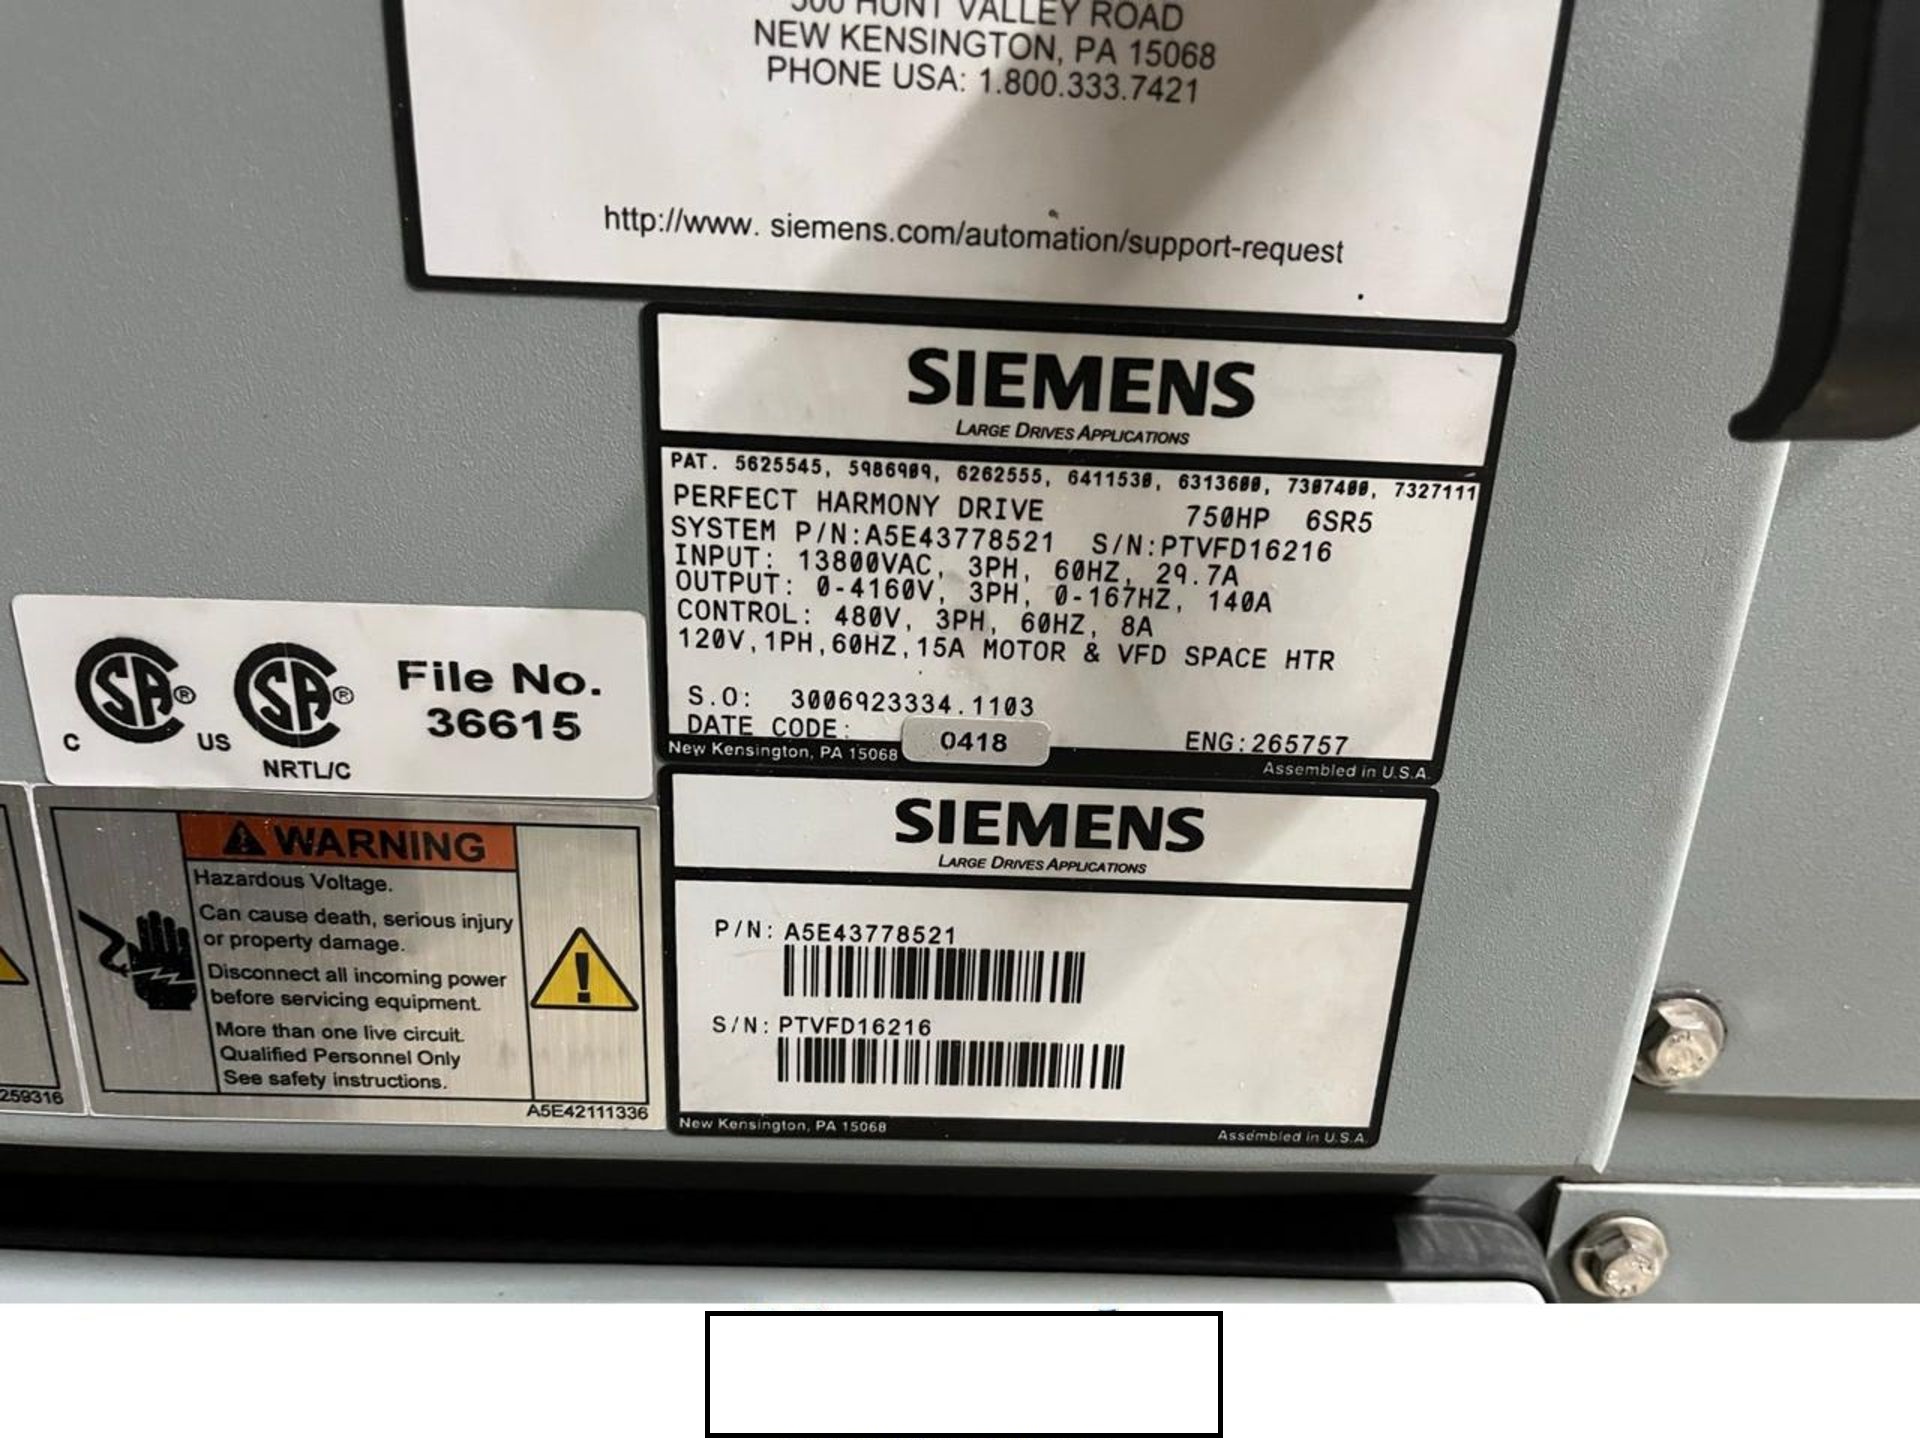 500 HUNT VALLEY ROAD
NEW KENSINGTON, PA 15068
PHONE USA: 1.800.333.7421
http://www. siemens.com/automation/support-request
SIEMENS
LARGE DRIVES APPLICATIONS
PAT. 5625545, 5986909, 6262555, 6411530, 6313600, 7307400, 7327111
PERFECT HARMONY DRIVE 750HP 6SR5
SYSTEM P/N:A5E43778521 S/N:PTVFD16216
INPUT: 13800VAC, 3PH, 60HZ, 29.7A
OUTPUT: 0-4160V, 3PH, 0-167HZ, 140A
CONTROL: 480V, 3PH, 60HZ, 8A
120V,1PH,60HZ,15A MOTOR & VFD SPACE HTR
S.O: 3006923334.1103
DATE CODE: 0418 ENG:265757
New Kensington, PA 15068 Assembled in U.S.A.
C SA® US SA® NRTL/C
File No.
36615
WARNING
Hazardous Voltage.
Can cause death, serious injury
or property damage.
Disconnect all incoming power
before servicing equipment.
More than one live circuit.
Qualified Personnel Only
See safety instructions.
A5E42111336
259316
SIEMENS
LARGE DRIVES APPLICATIONS
P/N: A5E43778521
S/N: PTVFD16216
New Kensington, PA 15068 Assembled in U.S.A.